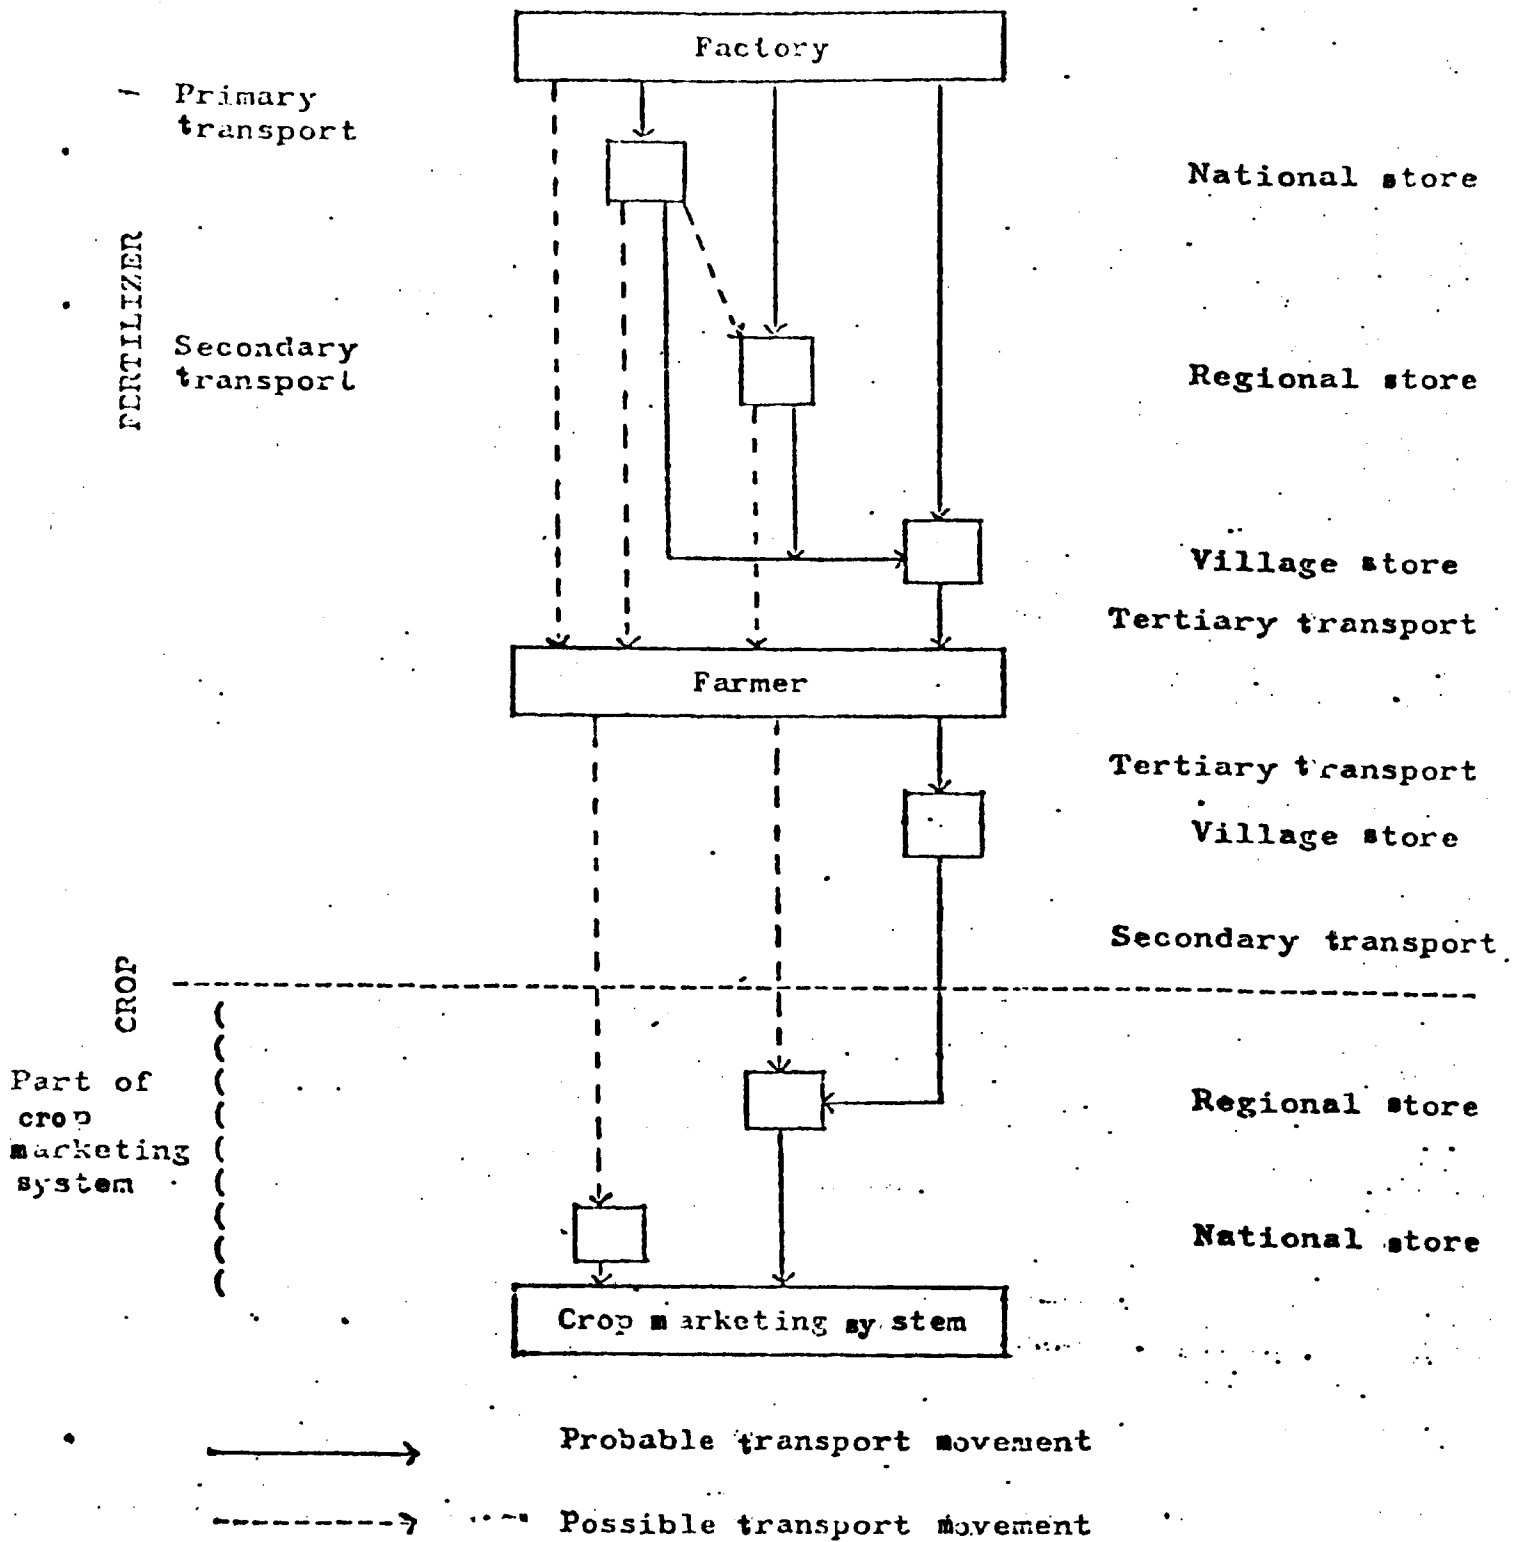 Factory
Primary
transport
National store
FERTILIZER
Secondary
transport
Regional store
Village store
Tertiary transport
Farmer
Tertiary transport
Village store
Secondary transport
CROP
Part of
crop
marketing
system
Regional store
National store
Crop marketing system
Probable transport movement
Possible transport movement